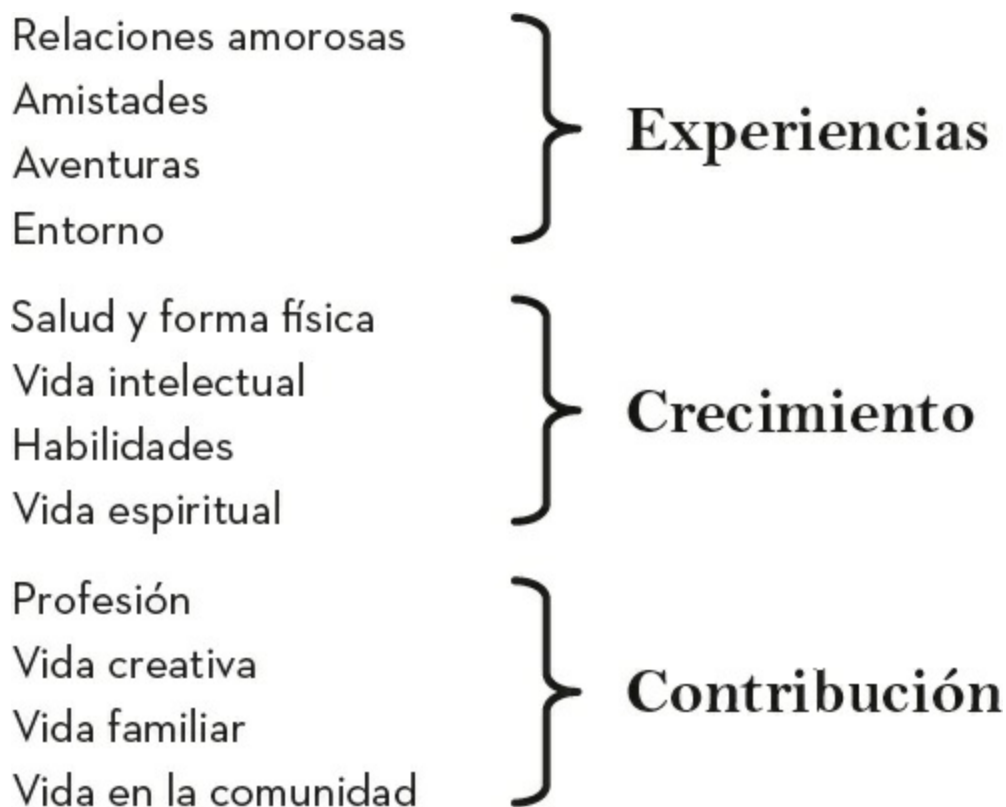 Relaciones amorosas
Amistades
Aventuras
Entorno
Experiencias
Salud y forma física
Vida intelectual
Habilidades
Vida espiritual
Crecimiento
Profesión
Vida creativa
Vida familiar
Vida en la comunidad
Contribución